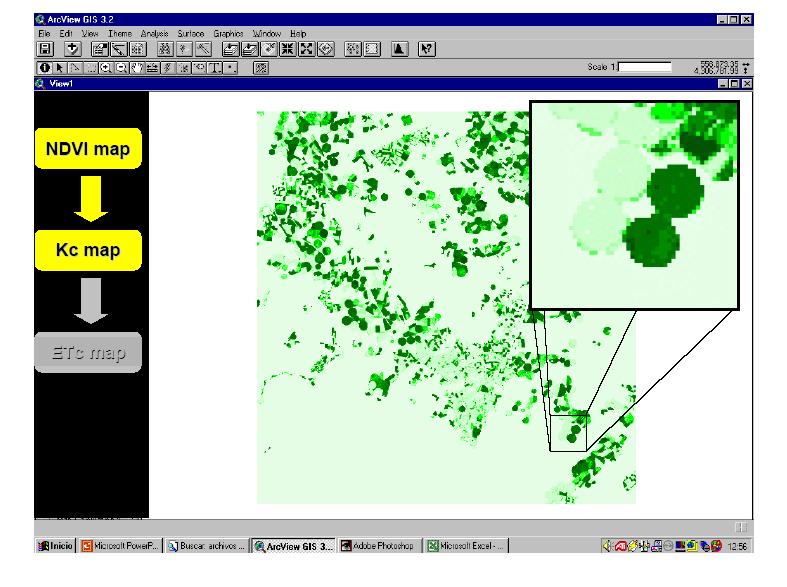 ArcView GIS 3.2
File Edit View Theme Analysis Surface Graphics Window Help
Scale 1:
558,879.35
4,306,781.99
View1
NDVI map
Kc map
ETc map
Inicio Microsoft PowerP... Buscar: archivos ... ArcView GIS 3... Adobe Photoshop Microsoft Excel - ... 12:56